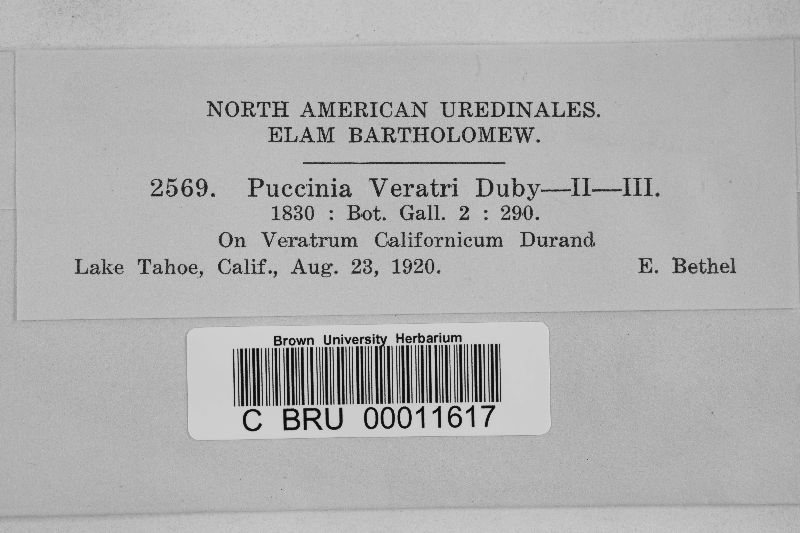 NORTH AMERICAN UREDINALES.
ELAM BARTHOLOMEW.
2569. Puccinia Veratri Duby—II—III.
1830 : Bot. Gall. 2 : 290.
On Veratrum Californicum Durand
Lake Tahoe, Calif., Aug. 23, 1920. E. Bethel
Brown University Herbarium
C BRU 00011617